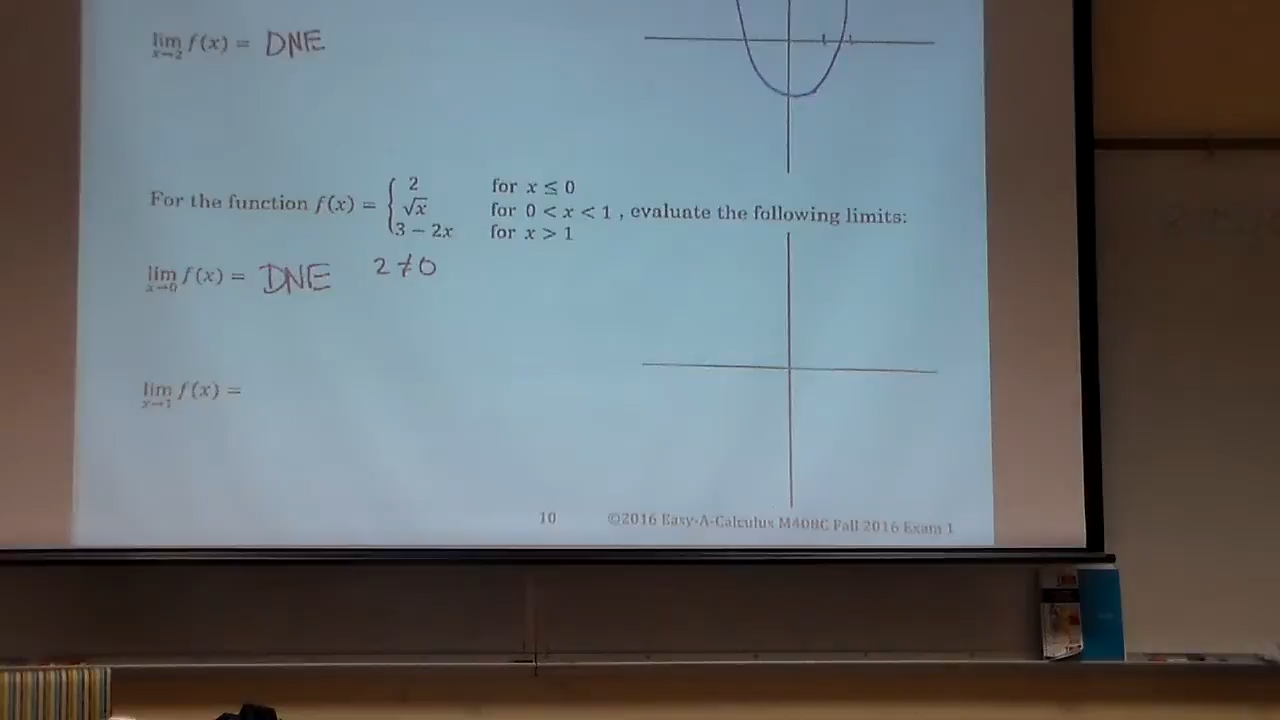 lim x→2 f(x) = DNE
For the function f(x) = { 2 for x ≤ 0
√x for 0 < x < 1 , evaluate the following limits:
3 − 2x for x > 1
lim x→0 f(x) = DNE 2 ≠ 0
lim x→1 f(x) =
10 ©2016 Easy-A-Calculus M408C Fall 2016 Exam 1